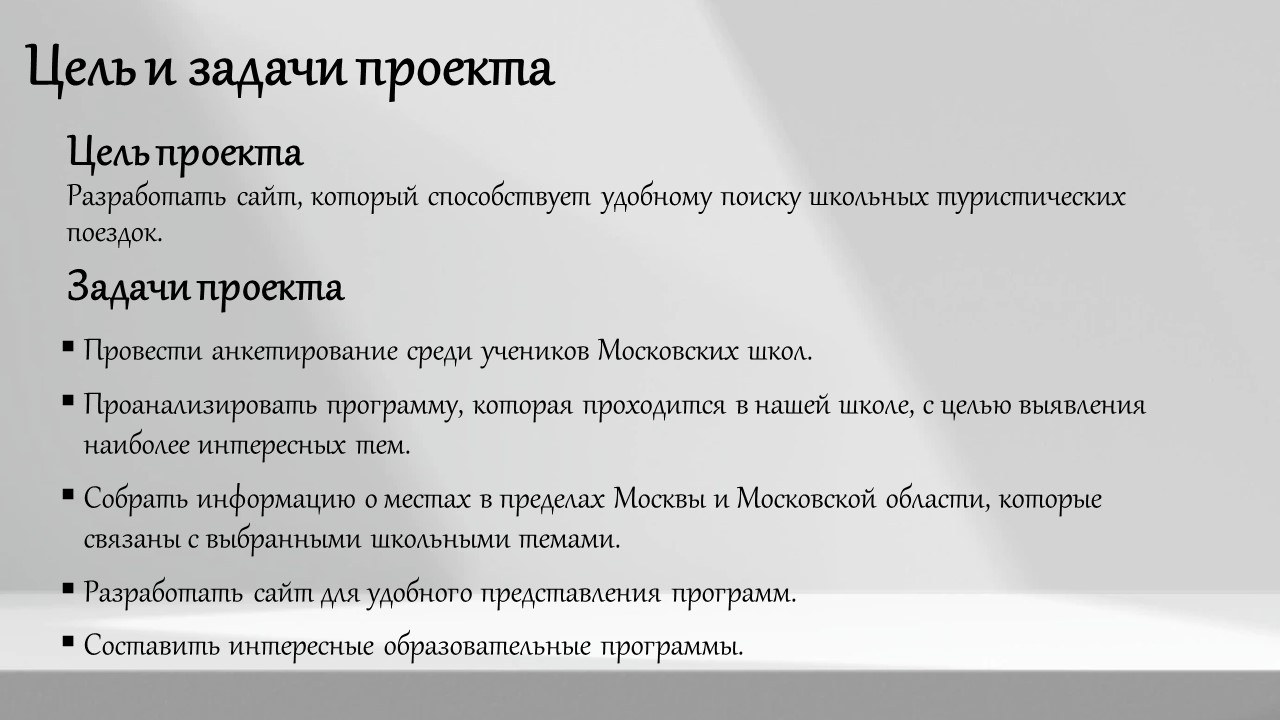 Цель и задачи проекта
Цель проекта
Разработать сайт, который способствует удобному поиску школьных туристических
поездок.
Задачи проекта
▪ Провести анкетирование среди учеников Московских школ.
▪ Проанализировать программу, которая проходится в нашей школе, с целью выявления
наиболее интересных тем.
▪ Собрать информацию о местах в пределах Москвы и Московской области, которые
связаны с выбранными школьными темами.
▪ Разработать сайт для удобного представления программ.
▪ Составить интересные образовательные программы.